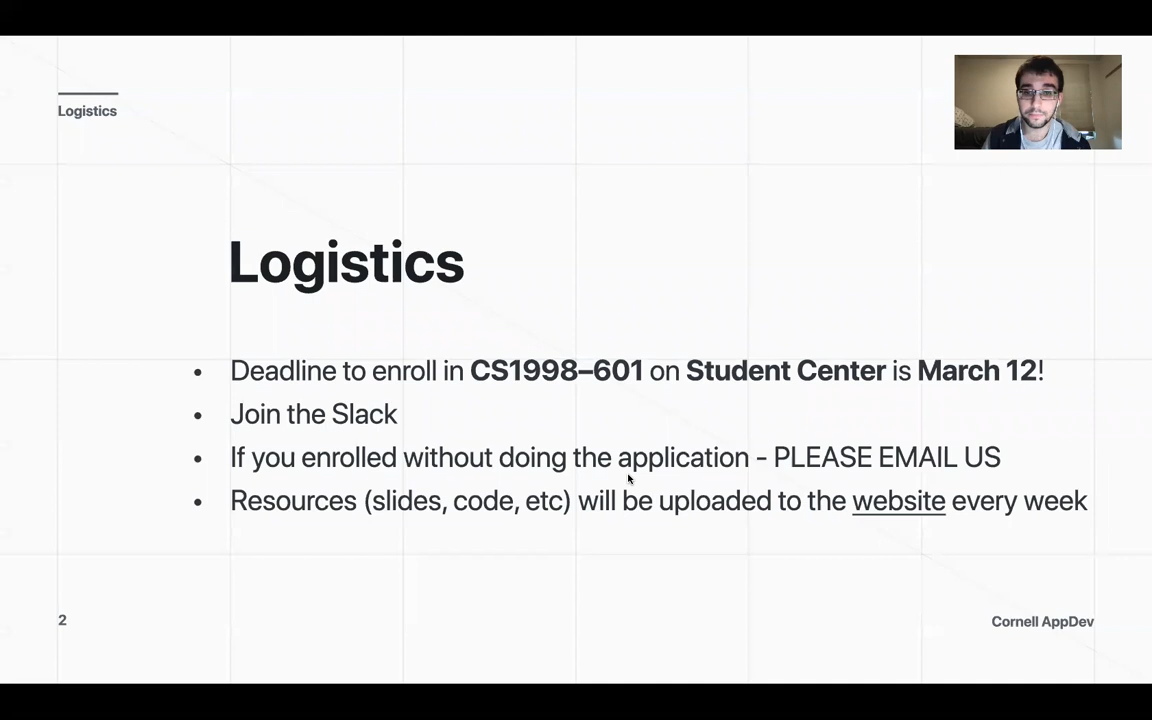 Logistics
Logistics
• Deadline to enroll in CS1998–601 on Student Center is March 12!
• Join the Slack
• If you enrolled without doing the application - PLEASE EMAIL US
• Resources (slides, code, etc) will be uploaded to the website every week
2
Cornell AppDev